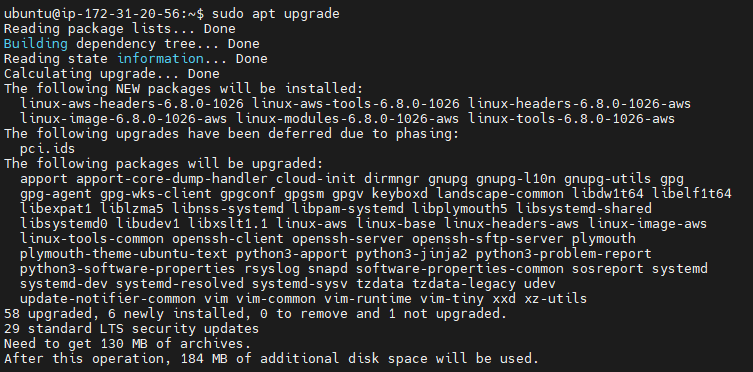 ubuntu@ip-172-31-20-56:~$ sudo apt upgrade
Reading package lists... Done
Building dependency tree... Done
Reading state information... Done
Calculating upgrade... Done
The following NEW packages will be installed:
  linux-aws-headers-6.8.0-1026 linux-aws-tools-6.8.0-1026 linux-headers-6.8.0-1026-aws
  linux-image-6.8.0-1026-aws linux-modules-6.8.0-1026-aws linux-tools-6.8.0-1026-aws
The following upgrades have been deferred due to phasing:
  pci.ids
The following packages will be upgraded:
  apport apport-core-dump-handler cloud-init dirmngr gnupg gnupg-l10n gnupg-utils gpg
  gpg-agent gpg-wks-client gpgconf gpgsm gpgv keyboxd landscape-common libdw1t64 libelf1t64
  libexpat1 liblzma5 libnss-systemd libpam-systemd libplymouth5 libsystemd-shared
  libsystemd0 libudev1 libxslt1.1 linux-aws linux-base linux-headers-aws linux-image-aws
  linux-tools-common openssh-client openssh-server openssh-sftp-server plymouth
  plymouth-theme-ubuntu-text python3-apport python3-jinja2 python3-problem-report
  python3-software-properties rsyslog snapd software-properties-common sosreport systemd
  systemd-dev systemd-resolved systemd-sysv tzdata tzdata-legacy udev
  update-notifier-common vim vim-common vim-runtime vim-tiny xxd xz-utils
58 upgraded, 6 newly installed, 0 to remove and 1 not upgraded.
29 standard LTS security updates
Need to get 130 MB of archives.
After this operation, 184 MB of additional disk space will be used.